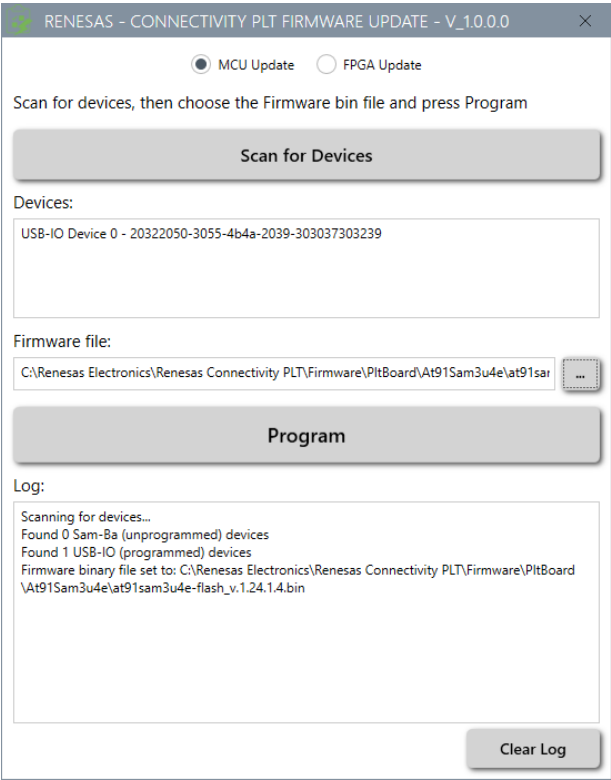 RENESAS - CONNECTIVITY PLT FIRMWARE UPDATE - V_1.0.0.0
MCU Update FPGA Update
Scan for devices, then choose the Firmware bin file and press Program
Scan for Devices
Devices:
USB-IO Device 0 - 20322050-3055-4b4a-2039-303037303239
Firmware file:
C:\Renesas Electronics\Renesas Connectivity PLT\Firmware\PltBoard\At91Sam3u4e\at91sar ...
Program
Log:
Scanning for devices...
Found 0 Sam-Ba (unprogrammed) devices
Found 1 USB-IO (programmed) devices
Firmware binary file set to: C:\Renesas Electronics\Renesas Connectivity PLT\Firmware\PltBoard
\At91Sam3u4e\at91sam3u4e-flash_v.1.24.1.4.bin
Clear Log